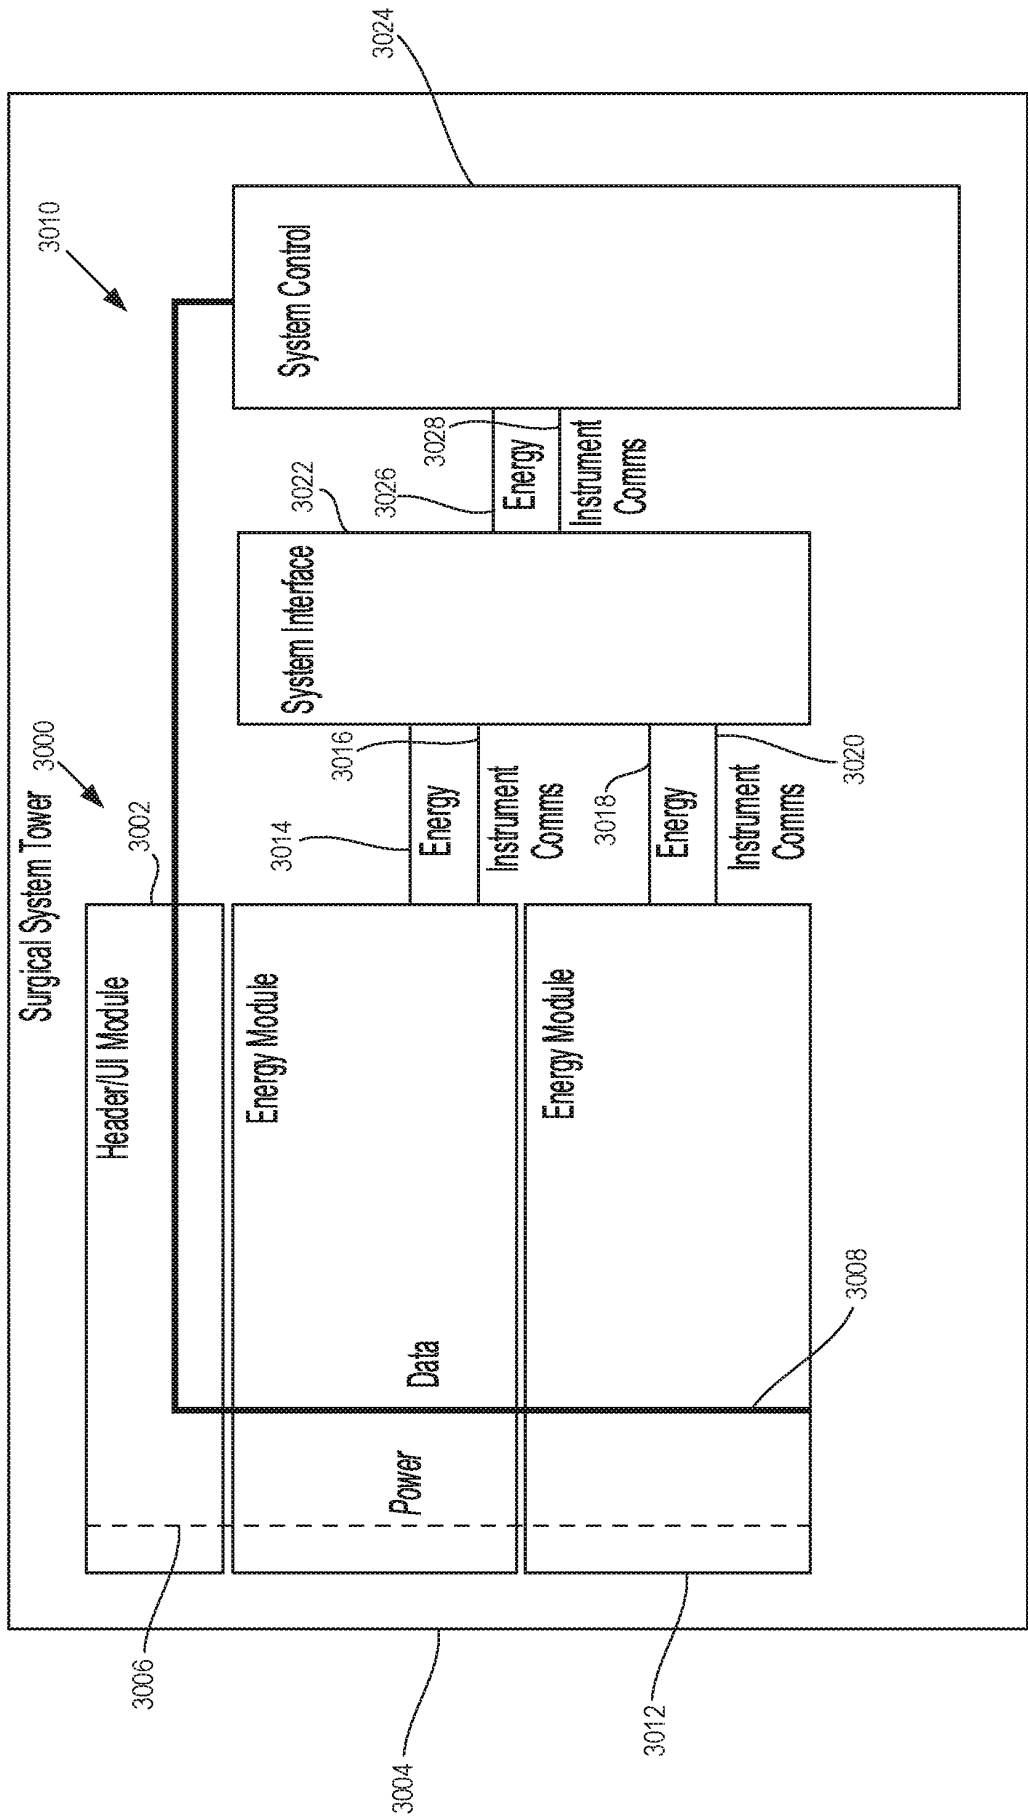 Surgical System Tower
3000
3010
3002
Header/UI Module
3006
3004
Energy Module
Power
Data
3014
Energy
3016
Instrument
Comms
Energy Module
3012
3008
3018
Energy
3020
Instrument
Comms
System Interface
3022
3026
Energy
3028
Instrument
Comms
System Control
3024